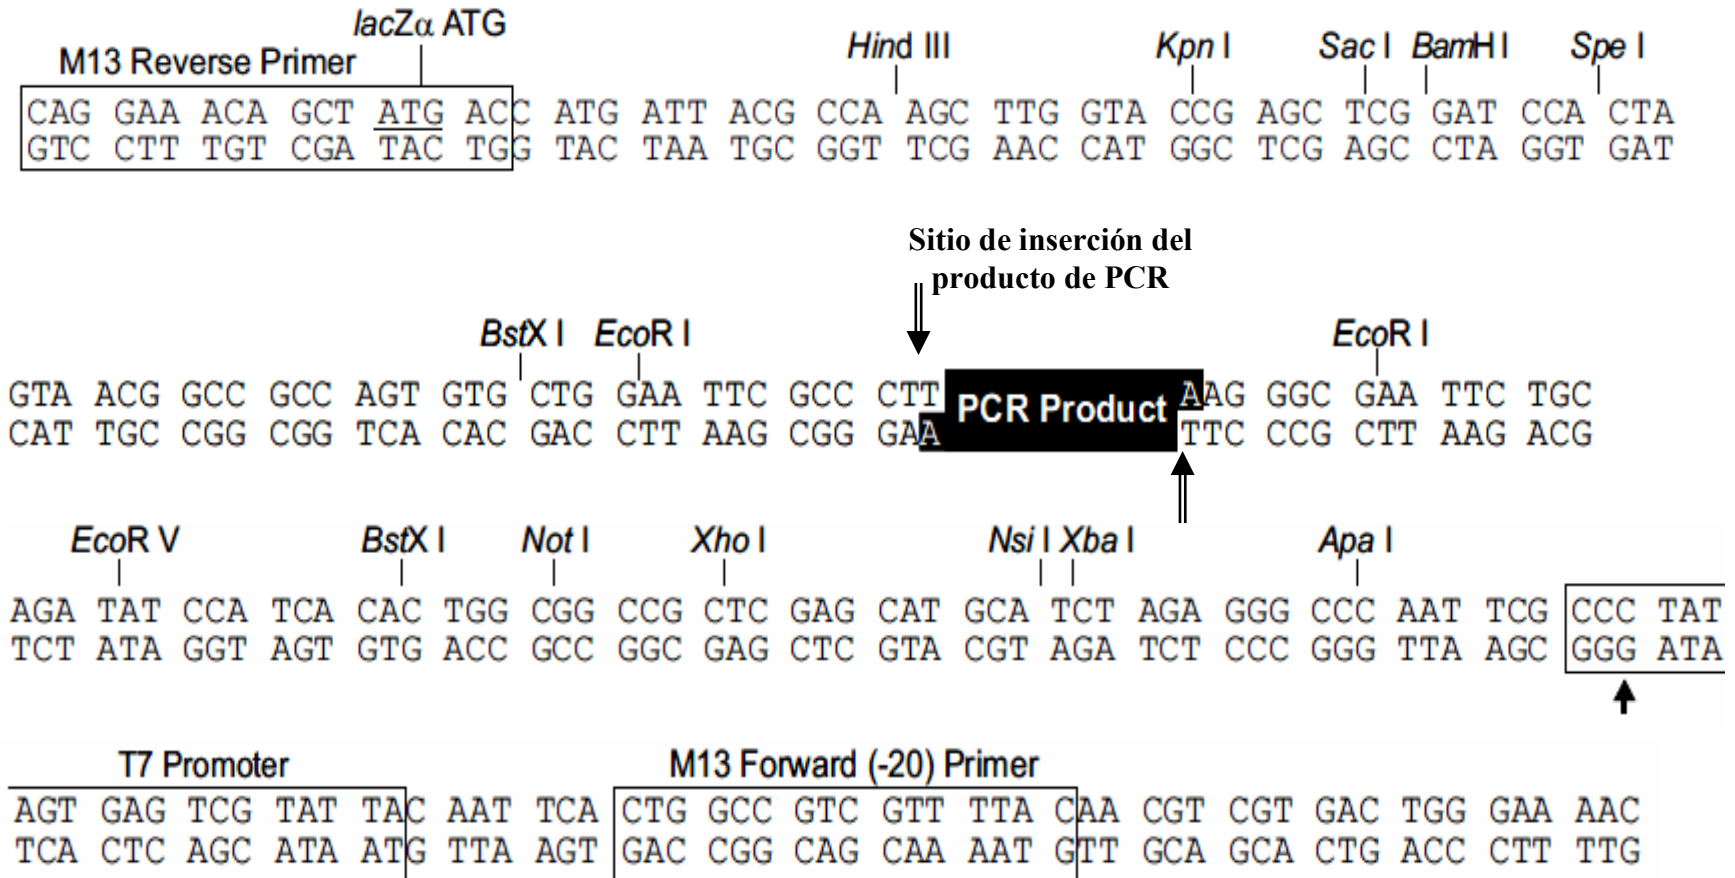 lacZα ATG
M13 Reverse Primer
Hind III Kpn I Sac I BamH I Spe I
CAG GAA ACA GCT ATG ACC ATG ATT ACG CCA AGC TTG GTA CCG AGC TCG GAT CCA CTA
GTC CTT TGT CGA TAC TGG TAC TAA TGC GGT TCG AAC CAT GGC TCG AGC CTA GGT GAT
Sitio de inserción del
producto de PCR
BstX I EcoR I EcoR I
GTA ACG GCC GCC AGT GTG CTG GAA TTC GCC CTT PCR Product AAG GGC GAA TTC TGC
CAT TGC CGG CGG TCA CAC GAC CTT AAG CGG GAA TTC CCG CTT AAG ACG
EcoR V BstX I Not I Xho I Nsi I Xba I Apa I
AGA TAT CCA TCA CAC TGG CGG CCG CTC GAG CAT GCA TCT AGA GGG CCC AAT TCG CCC TAT
TCT ATA GGT AGT GTG ACC GCC GGC GAG CTC GTA CGT AGA TCT CCC GGG TTA AGC GGG ATA
T7 Promoter M13 Forward (-20) Primer
AGT GAG TCG TAT TAC AAT TCA CTG GCC GTC GTT TTA CAA CGT CGT GAC TGG GAA AAC
TCA CTC AGC ATA ATG TTA AGT GAC CGG CAG CAA AAT GTT GCA GCA CTG ACC CTT TTG